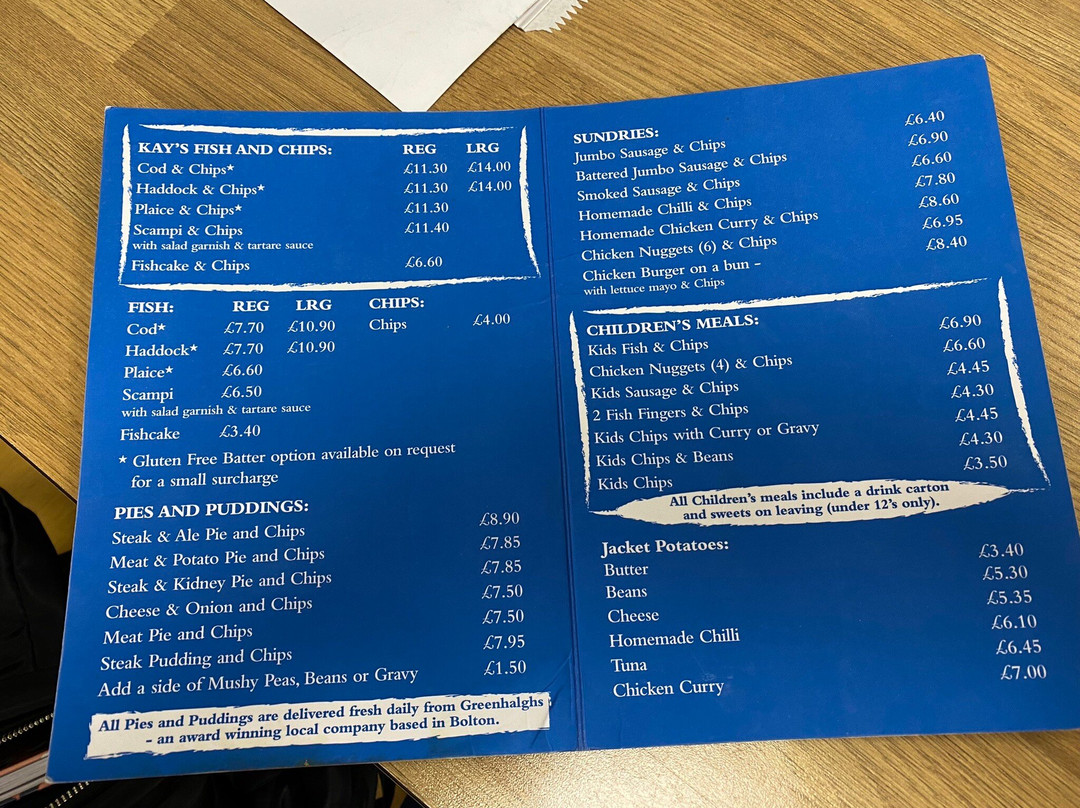 KAY'S FISH AND CHIPS: REG LRG
Cod & Chips* £11.30 £14.00
Haddock & Chips* £11.30 £14.00
Plaice & Chips* £11.30
Scampi & Chips £11.40
with salad garnish & tartare sauce
Fishcake & Chips £6.60
FISH: REG LRG
Cod* £7.70 £10.90
Haddock* £7.70 £10.90
Plaice* £6.60
Scampi £6.50
with salad garnish & tartare sauce
Fishcake £3.40
CHIPS:
Chips £4.00
* Gluten Free Batter option available on request
for a small surcharge
PIES AND PUDDINGS:
Steak & Ale Pie and Chips £8.90
Meat & Potato Pie and Chips £7.85
Steak & Kidney Pie and Chips £7.85
Cheese & Onion and Chips £7.50
Meat Pie and Chips £7.50
Steak Pudding and Chips £7.95
Add a side of Mushy Peas, Beans or Gravy £1.50
All Pies and Puddings are delivered fresh daily from Greenhalghs
- an award winning local company based in Bolton.
SUNDRIES:
Jumbo Sausage & Chips £6.40
Battered Jumbo Sausage & Chips £6.90
Smoked Sausage & Chips £6.60
Homemade Chilli & Chips £7.80
Homemade Chicken Curry & Chips £8.60
Chicken Nuggets (6) & Chips £6.95
Chicken Burger on a bun – £8.40
with lettuce mayo & Chips
CHILDREN'S MEALS:
Kids Fish & Chips £6.90
Chicken Nuggets (4) & Chips £6.60
Kids Sausage & Chips £4.45
2 Fish Fingers & Chips £4.30
Kids Chips with Curry or Gravy £4.45
Kids Chips & Beans £4.30
Kids Chips £3.50
All Children's meals include a drink carton
and sweets on leaving (under 12's only).
Jacket Potatoes:
Butter £3.40
Beans £5.30
Cheese £5.35
Homemade Chilli £6.10
Tuna £6.45
Chicken Curry £7.00